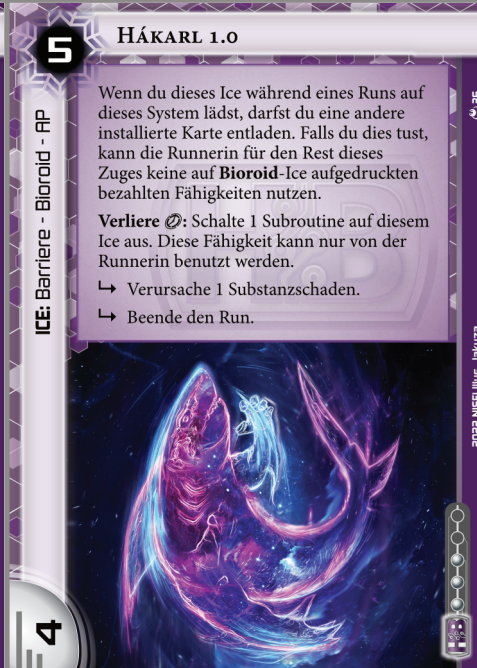 5
HÁKARL 1.0
ICE: Barriere - Bioroid - AP
Wenn du dieses Ice während eines Runs auf
dieses System lädst, darfst du eine andere
installierte Karte entladen. Falls du dies tust,
kann die Runnerin für den Rest dieses
Zuges keine auf Bioroid-Ice aufgedruckten
bezahlten Fähigkeiten nutzen.
Verliere : Schalte 1 Subroutine auf diesem
Ice aus. Diese Fähigkeit kann nur von der
Runnerin benutzt werden.
↳ Verursache 1 Substanzschaden.
↳ Beende den Run.
4
HB